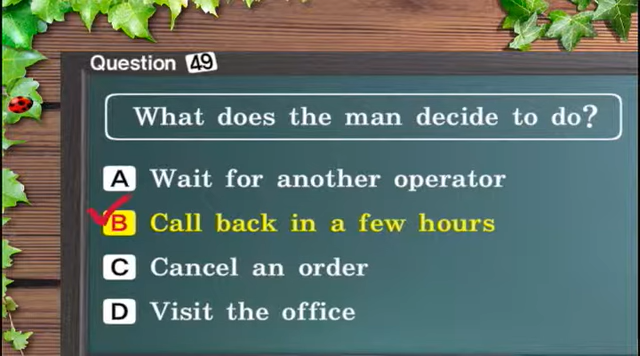 Question 49
What does the man decide to do?
A Wait for another operator
B Call back in a few hours
C Cancel an order
D Visit the office